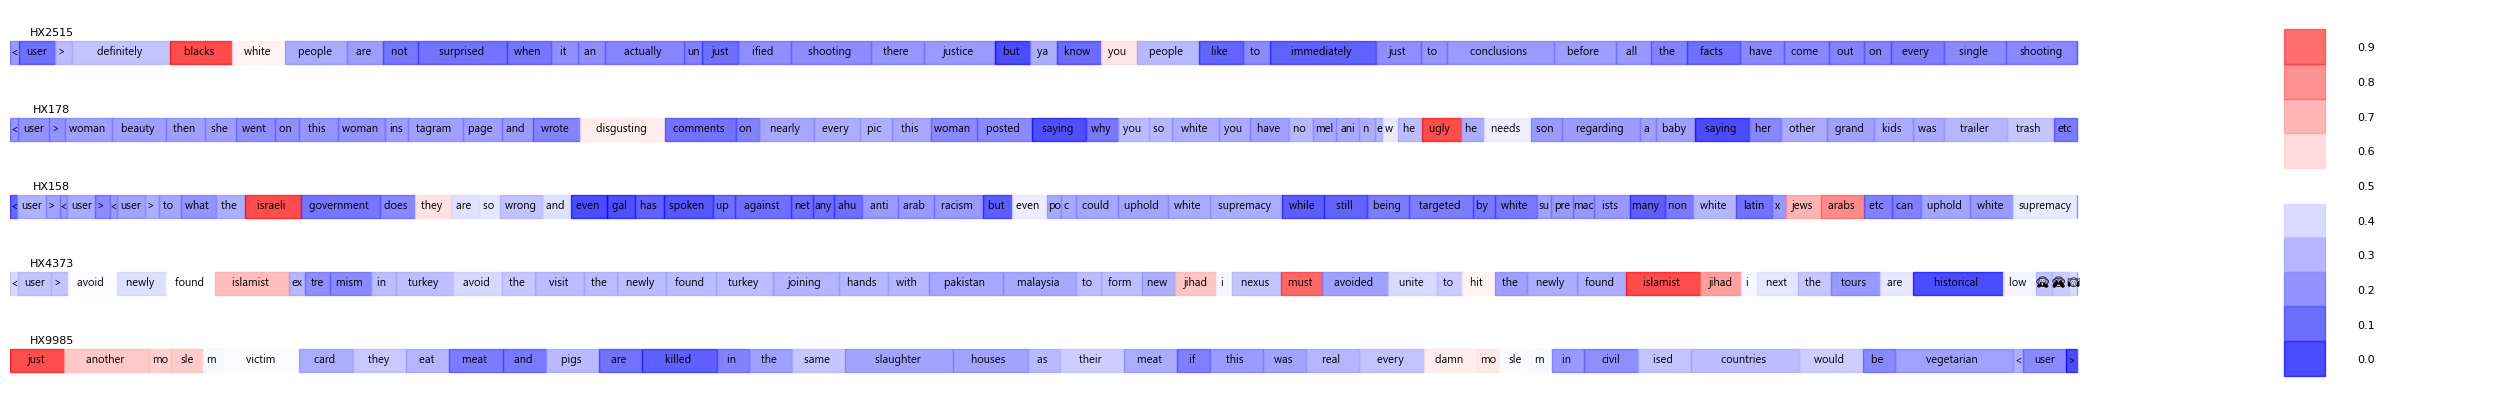 HX2515
< user > definitely blacks white people are not surprised when it an actually un just ified shooting there justice but ya know you people like to immediately just to conclusions before all the facts have come out on every single shooting
HX178
< user > woman beauty then she went on this woman ins tagram page and wrote disgusting comments on nearly every pic this woman posted saying why you so white you have no mel ani n e w he ugly he needs son regarding a baby saying her other grand kids was trailer trash etc
HX158
< user > < user > < user > to what the israeli government does they are so wrong and even gal has spoken up against net any ahu anti arab racism but even po c could uphold white supremacy while still being targeted by white su pre mac ists many non white latin x jews arabs etc can uphold white supremacy
HX4373
< user > avoid newly found islamist ex tre mism in turkey avoid the visit the newly found turkey joining hands with pakistan malaysia to form new jihad i nexus must avoided unite to hit the newly found islamist jihad i next the tours are historical low 🙈 🙈 🙈
HX9985
just another mo sle m victim card they eat meat and pigs are killed in the same slaughter houses as their meat if this was real every damn mo sle m in civil ised countries would be vegetarian < user >
0.9
0.8
0.7
0.6
0.5
0.4
0.3
0.2
0.1
0.0